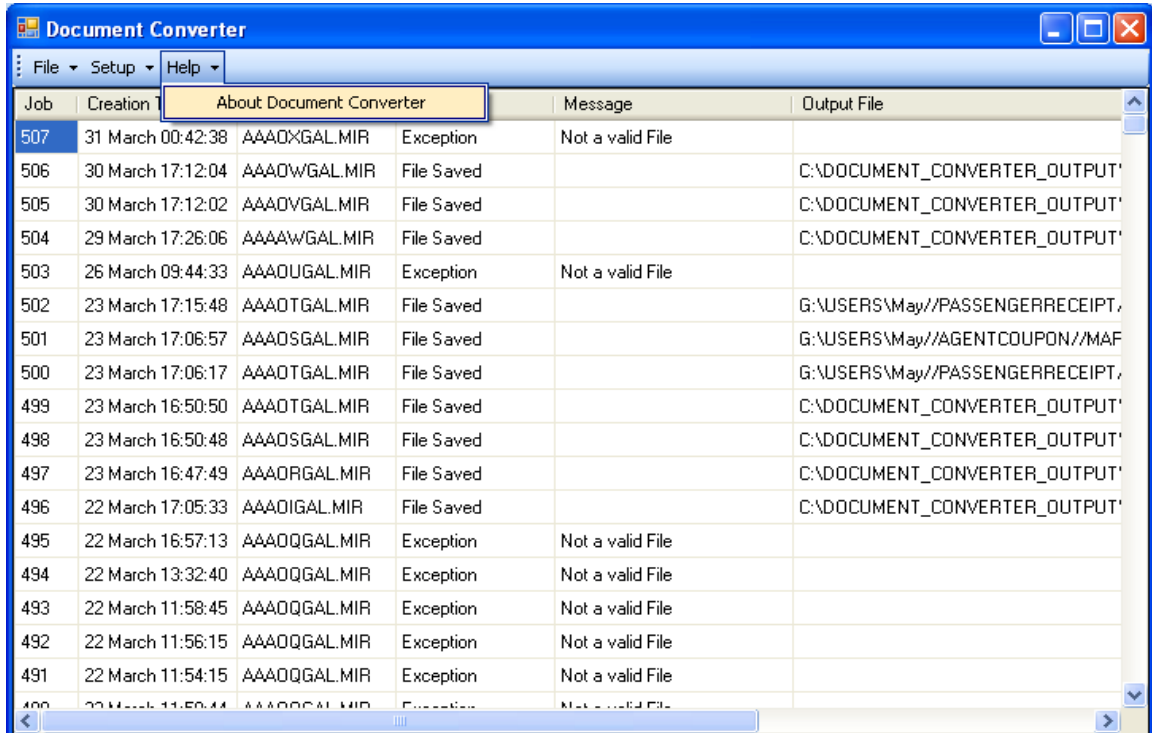 Document Converter
File Setup Help
About Document Converter
Job Creation Message Output File
507 31 March 00:42:38 AAAOXGAL.MIR Exception Not a valid File
506 30 March 17:12:04 AAAOWGAL.MIR File Saved C:\DOCUMENT_CONVERTER_OUTPUT\
505 30 March 17:12:02 AAAOVGAL.MIR File Saved C:\DOCUMENT_CONVERTER_OUTPUT\
504 29 March 17:26:06 AAAAWGAL.MIR File Saved C:\DOCUMENT_CONVERTER_OUTPUT\
503 26 March 09:44:33 AAAOUGAL.MIR Exception Not a valid File
502 23 March 17:15:48 AAAOTGAL.MIR File Saved G:\USERS\May//PASSENGERRECEIPT/
501 23 March 17:06:57 AAAOSGAL.MIR File Saved G:\USERS\May//AGENTCOUPON//MAF
500 23 March 17:06:17 AAAOTGAL.MIR File Saved G:\USERS\May//PASSENGERRECEIPT/
499 23 March 16:50:50 AAAOTGAL.MIR File Saved C:\DOCUMENT_CONVERTER_OUTPUT\
498 23 March 16:50:48 AAAOSGAL.MIR File Saved C:\DOCUMENT_CONVERTER_OUTPUT\
497 23 March 16:47:49 AAAORGAL.MIR File Saved C:\DOCUMENT_CONVERTER_OUTPUT\
496 22 March 17:05:33 AAAOIGAL.MIR File Saved C:\DOCUMENT_CONVERTER_OUTPUT\
495 22 March 16:57:13 AAAOQGAL.MIR Exception Not a valid File
494 22 March 13:32:40 AAAOQGAL.MIR Exception Not a valid File
493 22 March 11:58:45 AAAOQGAL.MIR Exception Not a valid File
492 22 March 11:56:15 AAAOQGAL.MIR Exception Not a valid File
491 22 March 11:54:15 AAAOQGAL.MIR Exception Not a valid File